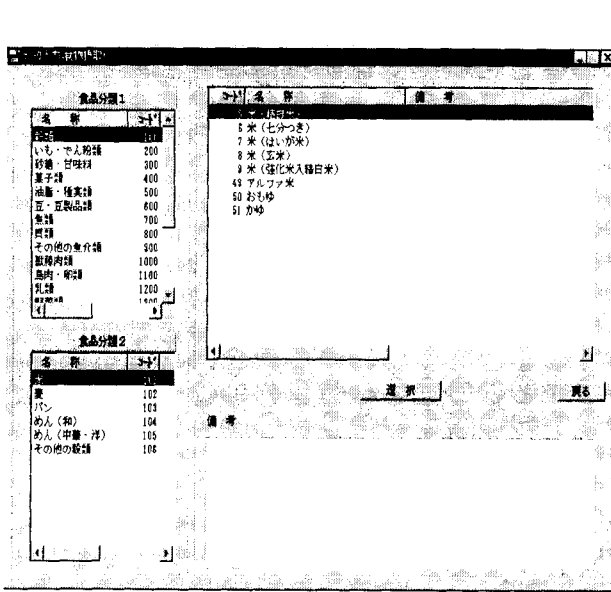 食品分類1
名 称 コード
いも・でん粉類 200
砂糖・甘味料 300
菓子類 400
油脂・種実類 500
豆・豆製品類 600
魚類 700
貝類 800
その他の魚介類 900
獣鯨肉類 1000
鳥肉・卵類 1100
乳類 1200
食品分類2
名 称 コード
麦 102
パン 103
めん（和） 104
めん（中華・洋） 105
その他の穀類 106
コード 名 称 備 考
6 米（七分つき）
7 米（はいが米）
8 米（玄米）
9 米（強化米入精白米）
48 アルファ米
50 おもゆ
51 かゆ
選 択
戻る
備 考